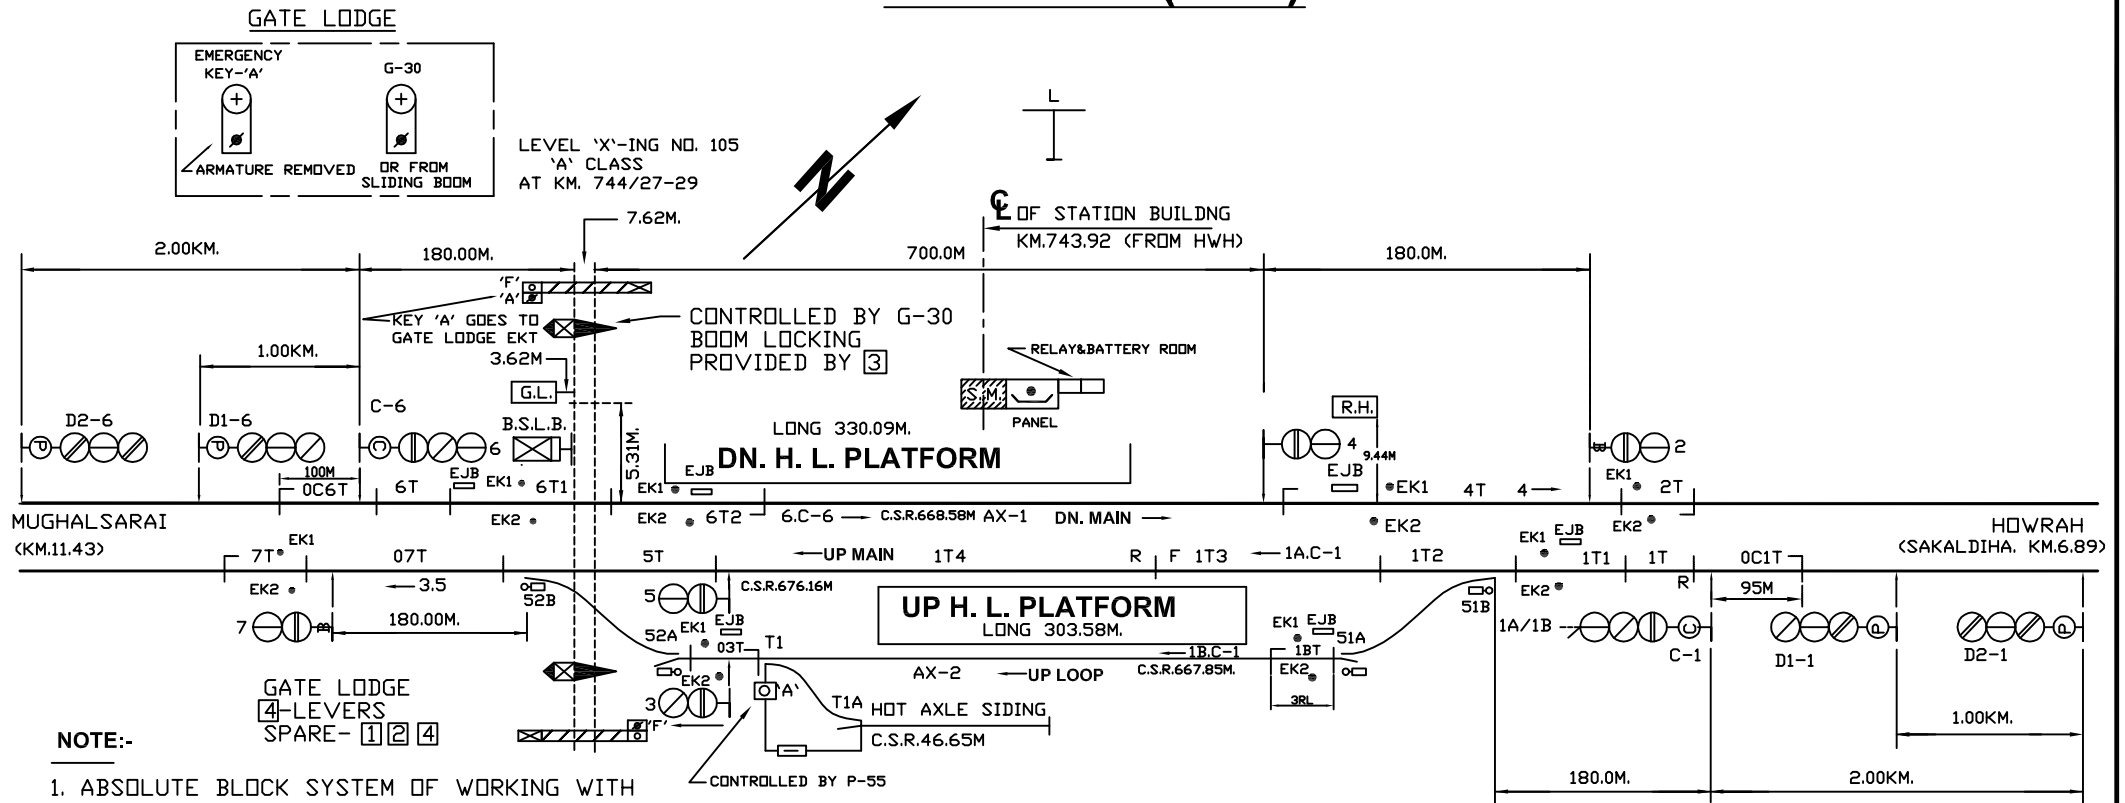 GATE LODGE
EMERGENCY
KEY-'A'
G-30
ARMATURE REMOVED
OR FROM
SLIDING BOOM
LEVEL 'X'-ING NO. 105
'A' CLASS
AT KM. 744/27-29
7.62M.
N
L
C
L OF STATION BUILDNG
KM.743.92 (FROM HWH)
2.00KM.
180.00M.
700.0M
180.0M.
'F'
'A'
KEY 'A' GOES TO
GATE LODGE EKT
CONTROLLED BY G-30
BOOM LOCKING
PROVIDED BY 3
1.00KM.
3.62M
RELAY&BATTERY ROOM
G.L.
S.M.
PANEL
R.H.
D2-6
D1-6
C-6
B.S.L.B.
5.31M.
LONG 330.09M.
DN. H. L. PLATFORM
P
P
C
6
4
9.44M
B
2
100M
0C6T
6T
EJB
EK1
6T1
EK1
EJB
EJB
EK1
4T
4
EK1
2T
MUGHALSARAI
(KM.11.43)
EK2
EK2
6T2
6.C-6
C.S.R.668.58M
AX-1
DN. MAIN
EK2
EK2
HOWRAH
(SAKALDIHA. KM.6.89)
7T
EK1
07T
5T
UP MAIN
1T4
R
F
1T3
1A.C-1
1T2
EK1
EJB
1T1
1T
0C1T
EK2
3.5
52B
5
C.S.R.676.16M
UP H. L. PLATFORM
LONG 303.58M.
51B
EK2
R
95M
7
B
180.00M.
52A
EK1
EJB
03T
T1
EK1
EJB
51A
1A/1B
C
C-1
P
D1-1
P
D2-1
1B.C-1
1BT
EK2
AX-2
UP LOOP
C.S.R.667.85M.
EK2
3RL
GATE LODGE
4-LEVERS
SPARE- 1 2 4
3
'F'
'A'
T1A
HOT AXLE SIDING
C.S.R.46.65M
1.00KM.
NOTE:-
CONTROLLED BY P-55
180.0M.
2.00KM.
1. ABSOLUTE BLOCK SYSTEM OF WORKING WITH